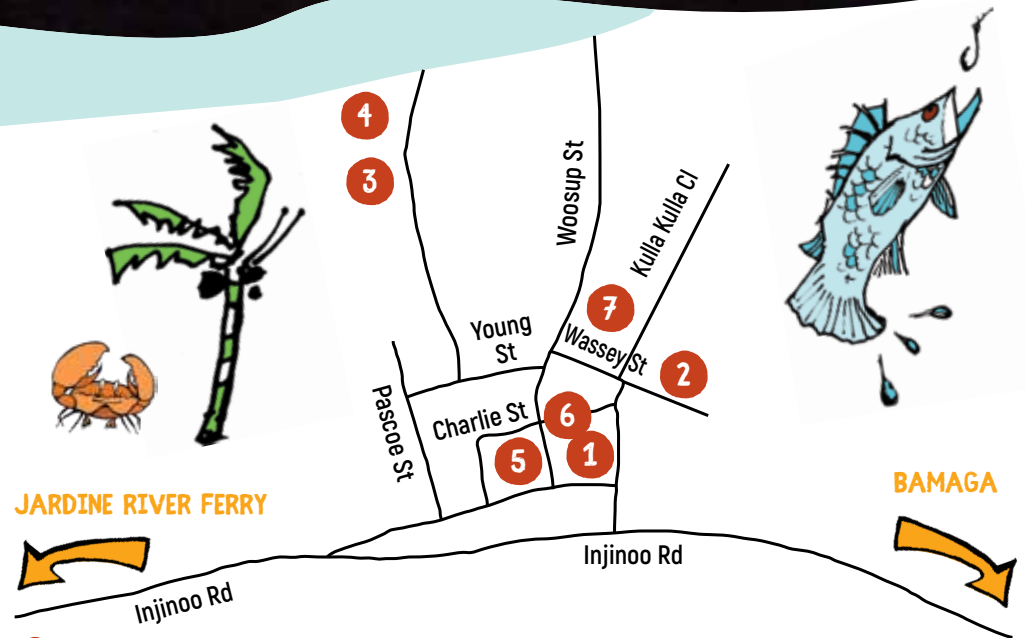 4
3
Woosup St
Kulla Kulla Cl
7
Young
St
Wassey St
2
Pascoe St
Charlie St
6
5
1
JARDINE RIVER FERRY
BAMAGA
Injinoo Rd
Injinoo Rd